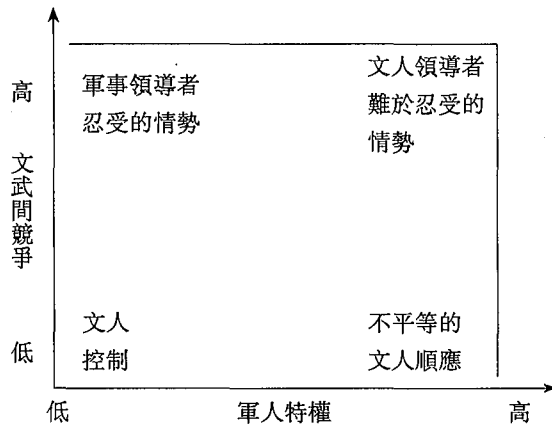 高
軍事領導者
忍受的情勢
文人領導者
難於忍受的
情勢
文武間競爭
低
文人
控制
不平等的
文人順應
低
軍人特權
高